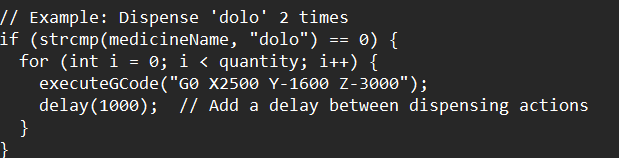 // Example: Dispense 'dolo' 2 times
if (strcmp(medicineName, "dolo") == 0) {
  for (int i = 0; i < quantity; i++) {
    executeGCode("G0 X2500 Y-1600 Z-3000");
    delay(1000);  // Add a delay between dispensing actions
  }
}